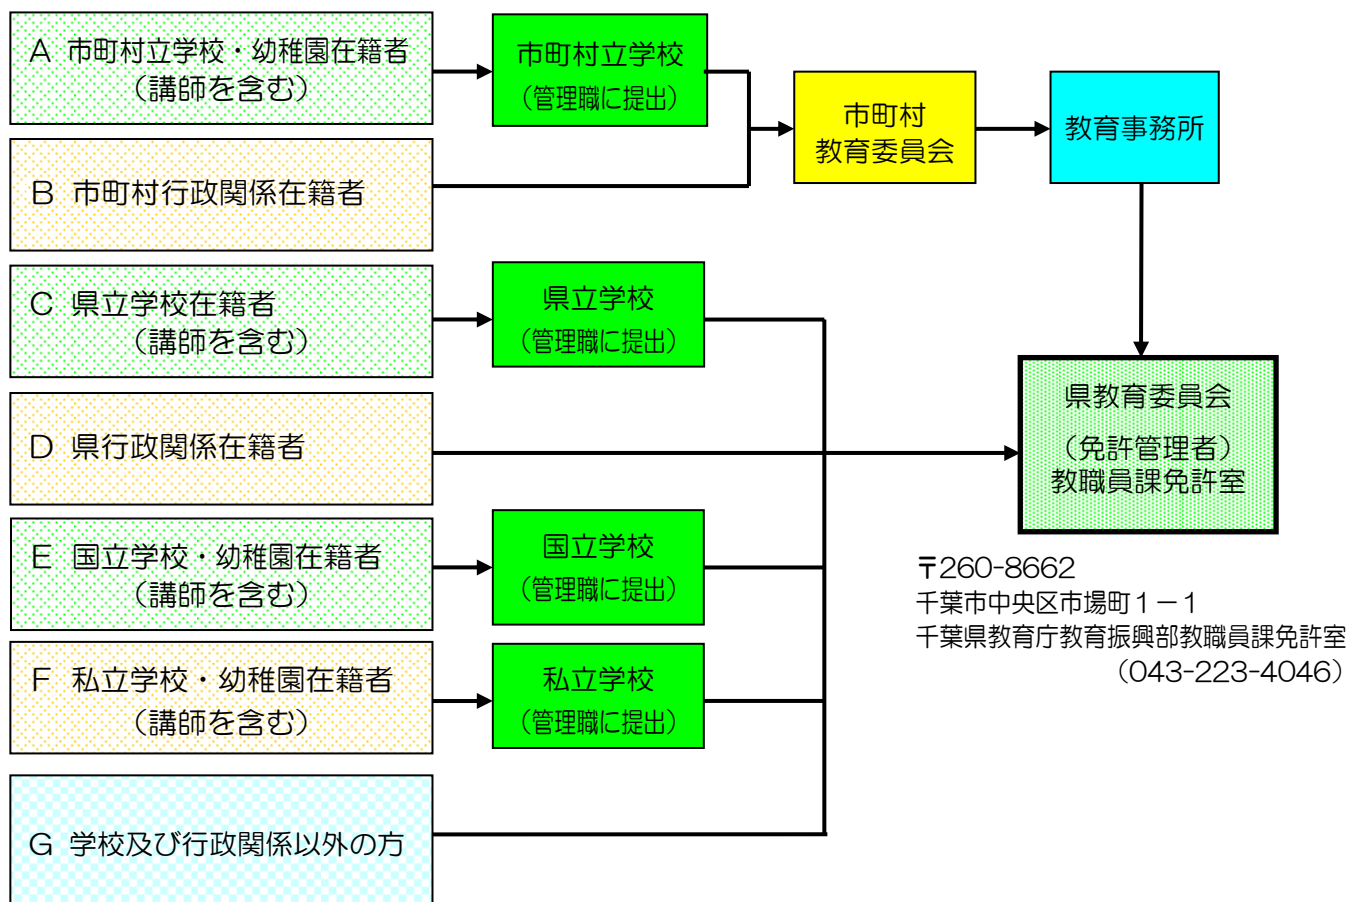 A 市町村立学校・幼稚園在籍者
（講師を含む）
市町村立学校
（管理職に提出）
市町村
教育委員会
教育事務所
B 市町村行政関係在籍者
C 県立学校在籍者
（講師を含む）
県立学校
（管理職に提出）
D 県行政関係在籍者
県教育委員会
（免許管理者）
教職員課免許室
E 国立学校・幼稚園在籍者
（講師を含む）
国立学校
（管理職に提出）
〒260-8662
千葉市中央区市場町１－１
千葉県教育庁教育振興部教職員課免許室
（043-223-4046）
F 私立学校・幼稚園在籍者
（講師を含む）
私立学校
（管理職に提出）
G 学校及び行政関係以外の方